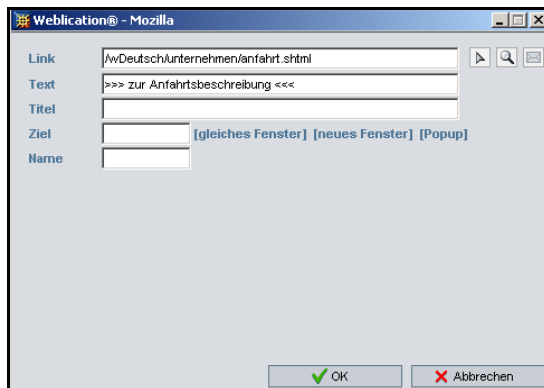 Weblication® - Mozilla
Link /wDeutsch/unternehmen/anfahrt.shtml
Text >>> zur Anfahrtsbeschreibung <<<
Titel
Ziel [gleiches Fenster] [neues Fenster] [Popup]
Name
OK Abbrechen